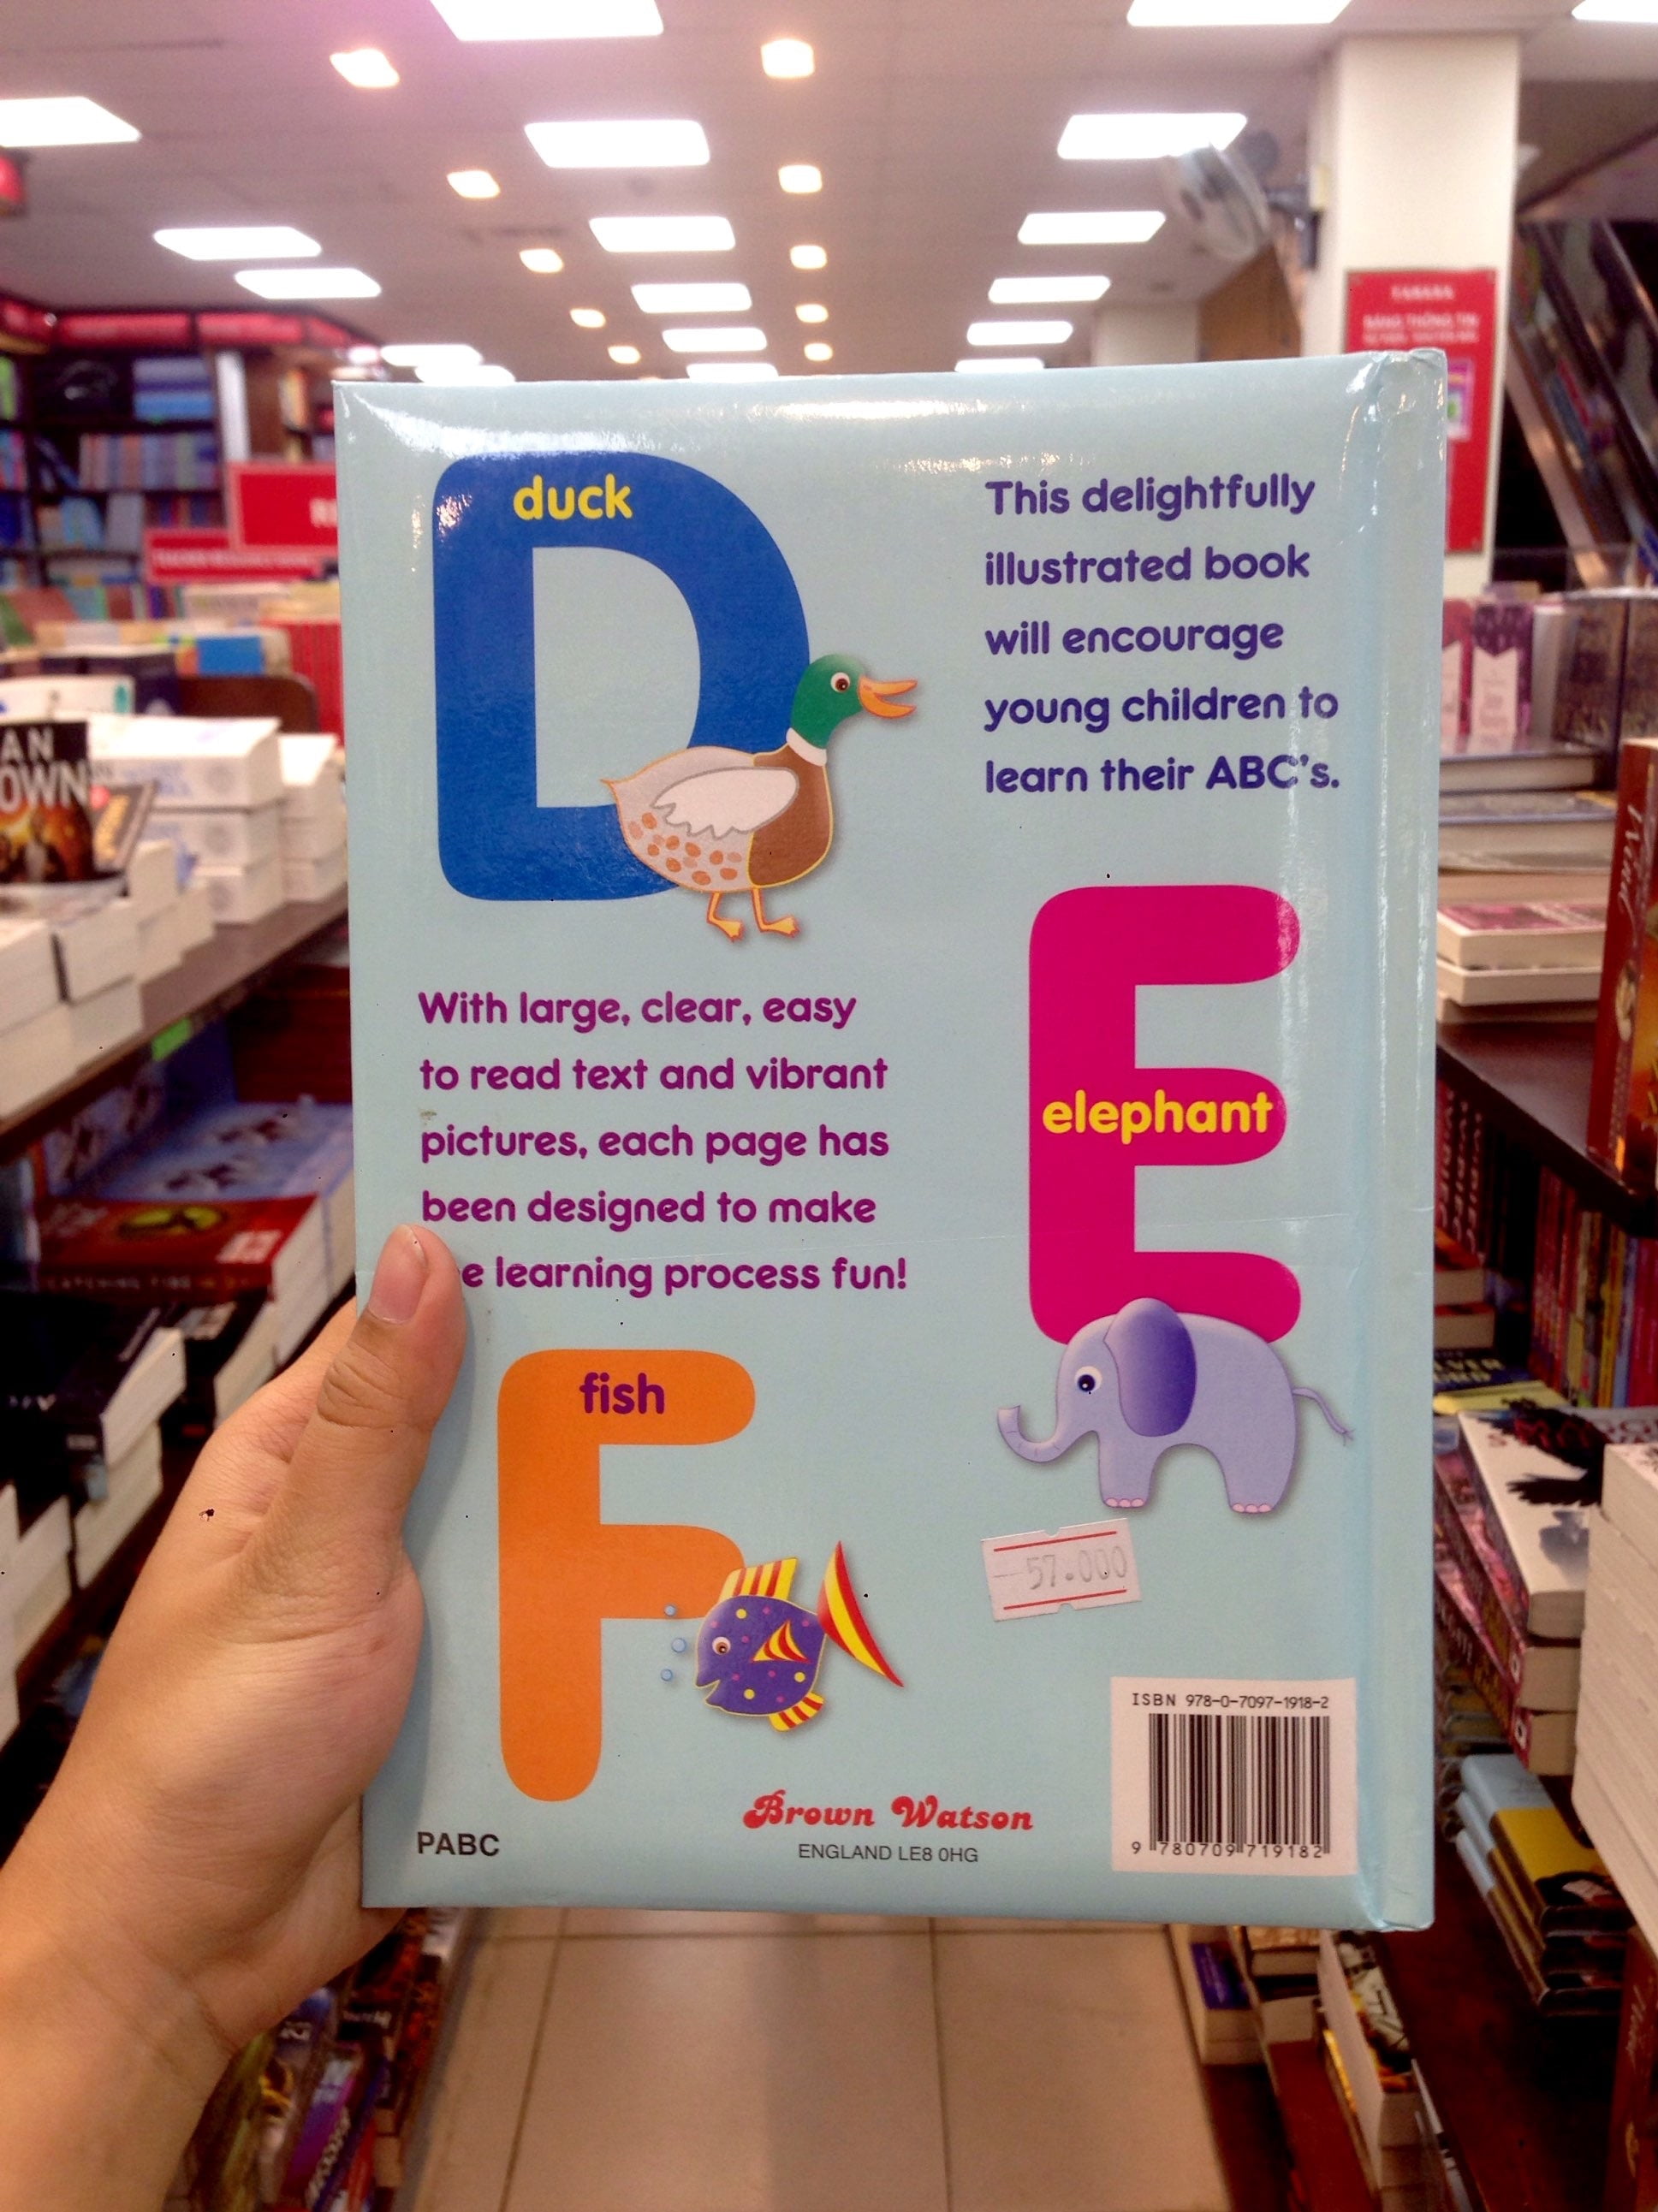 duck
This delightfully
illustrated book
will encourage
young children to
learn their ABC's.
With large, clear, easy
to read text and vibrant
pictures, each page has
been designed to make
e learning process fun!
elephant
fish
57.000
ISBN 978-0-7097-1918-2
9 780709 719182
Brown Watson
ENGLAND LE8 0HG
PABC
AN
OWN